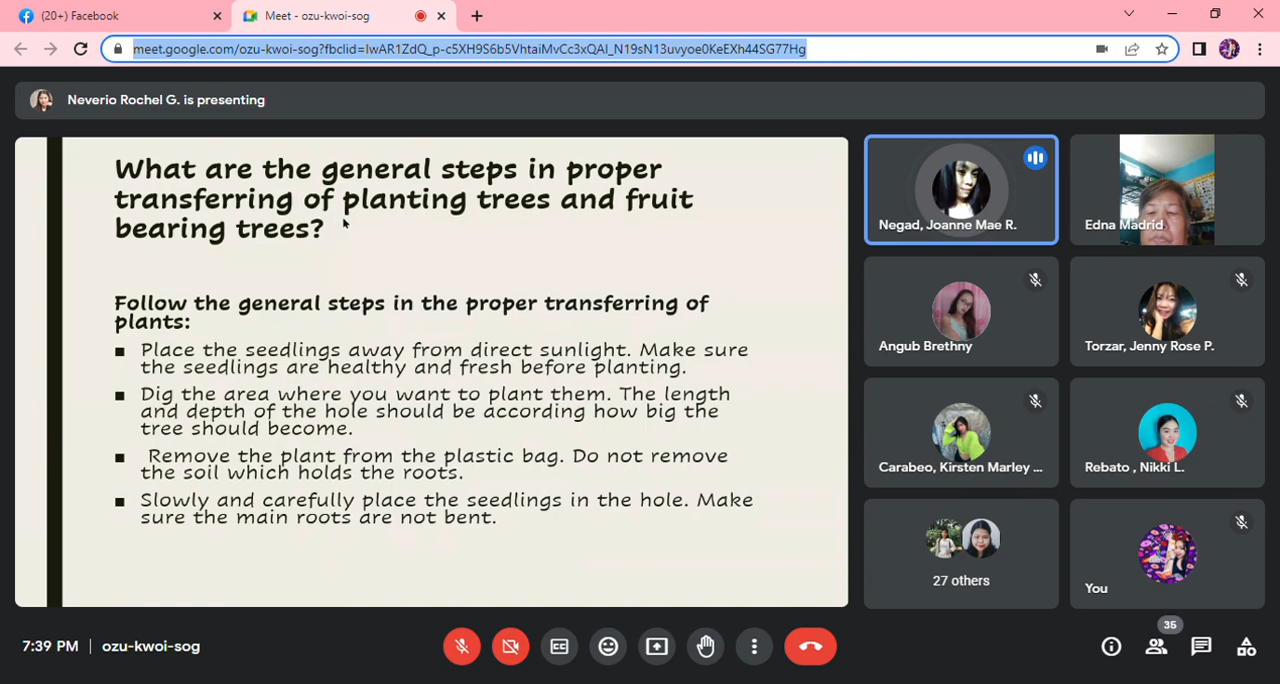 (20+) Facebook
Meet - ozu-kwoi-sog
meet.google.com/ozu-kwoi-sog?fbclid=IwAR1ZdQ_p-c5XH9S6b5VhtaiMvCc3xQAI_N19sN13uvyoe0KeEXh44SG77Hg
Neverio Rochel G. is presenting
What are the general steps in proper
transferring of planting trees and fruit
bearing trees?
Follow the general steps in the proper transferring of
plants:
Place the seedlings away from direct sunlight. Make sure
the seedlings are healthy and fresh before planting.
Dig the area where you want to plant them. The length
and depth of the hole should be according how big the
tree should become.
Remove the plant from the plastic bag. Do not remove
the soil which holds the roots.
Slowly and carefully place the seedlings in the hole. Make
sure the main roots are not bent.
Negad, Joanne Mae R.
Edna Madrid
Angub Brethny
Torzar, Jenny Rose P.
Carabeo, Kirsten Marley ...
Rebato , Nikki L.
27 others
You
7:39 PM | ozu-kwoi-sog
35